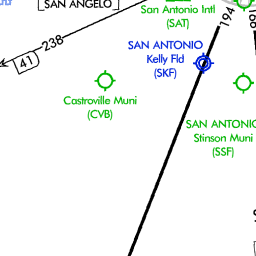 SAN ANGELO
San Antonio Intl
(SAT)
194
238
41
SAN ANTONIO
Kelly Fld
(SKF)
Castroville Muni
(CVB)
SAN ANTONIO
Stinson Muni
(SSF)